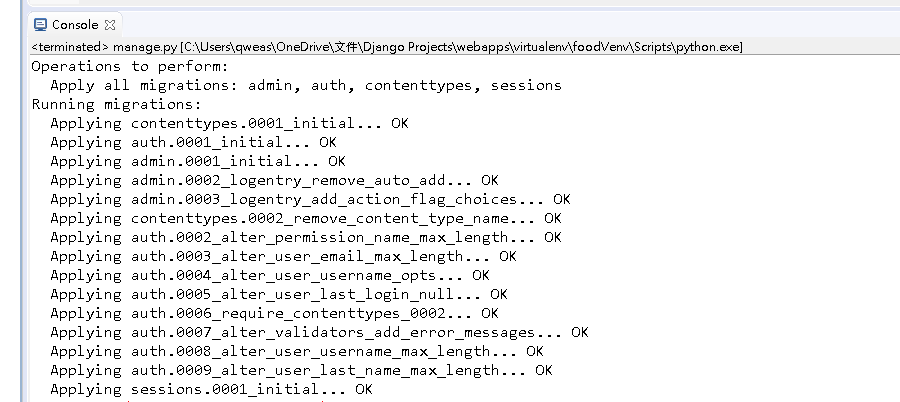 Console
<terminated> manage.py [C:\Users\qweas\OneDrive\文件\Django Projects\webapps\virtualenv\foodVenv\Scripts\python.exe]
Operations to perform:
  Apply all migrations: admin, auth, contenttypes, sessions
Running migrations:
  Applying contenttypes.0001_initial... OK
  Applying auth.0001_initial... OK
  Applying admin.0001_initial... OK
  Applying admin.0002_logentry_remove_auto_add... OK
  Applying admin.0003_logentry_add_action_flag_choices... OK
  Applying contenttypes.0002_remove_content_type_name... OK
  Applying auth.0002_alter_permission_name_max_length... OK
  Applying auth.0003_alter_user_email_max_length... OK
  Applying auth.0004_alter_user_username_opts... OK
  Applying auth.0005_alter_user_last_login_null... OK
  Applying auth.0006_require_contenttypes_0002... OK
  Applying auth.0007_alter_validators_add_error_messages... OK
  Applying auth.0008_alter_user_username_max_length... OK
  Applying auth.0009_alter_user_last_name_max_length... OK
  Applying sessions.0001_initial... OK